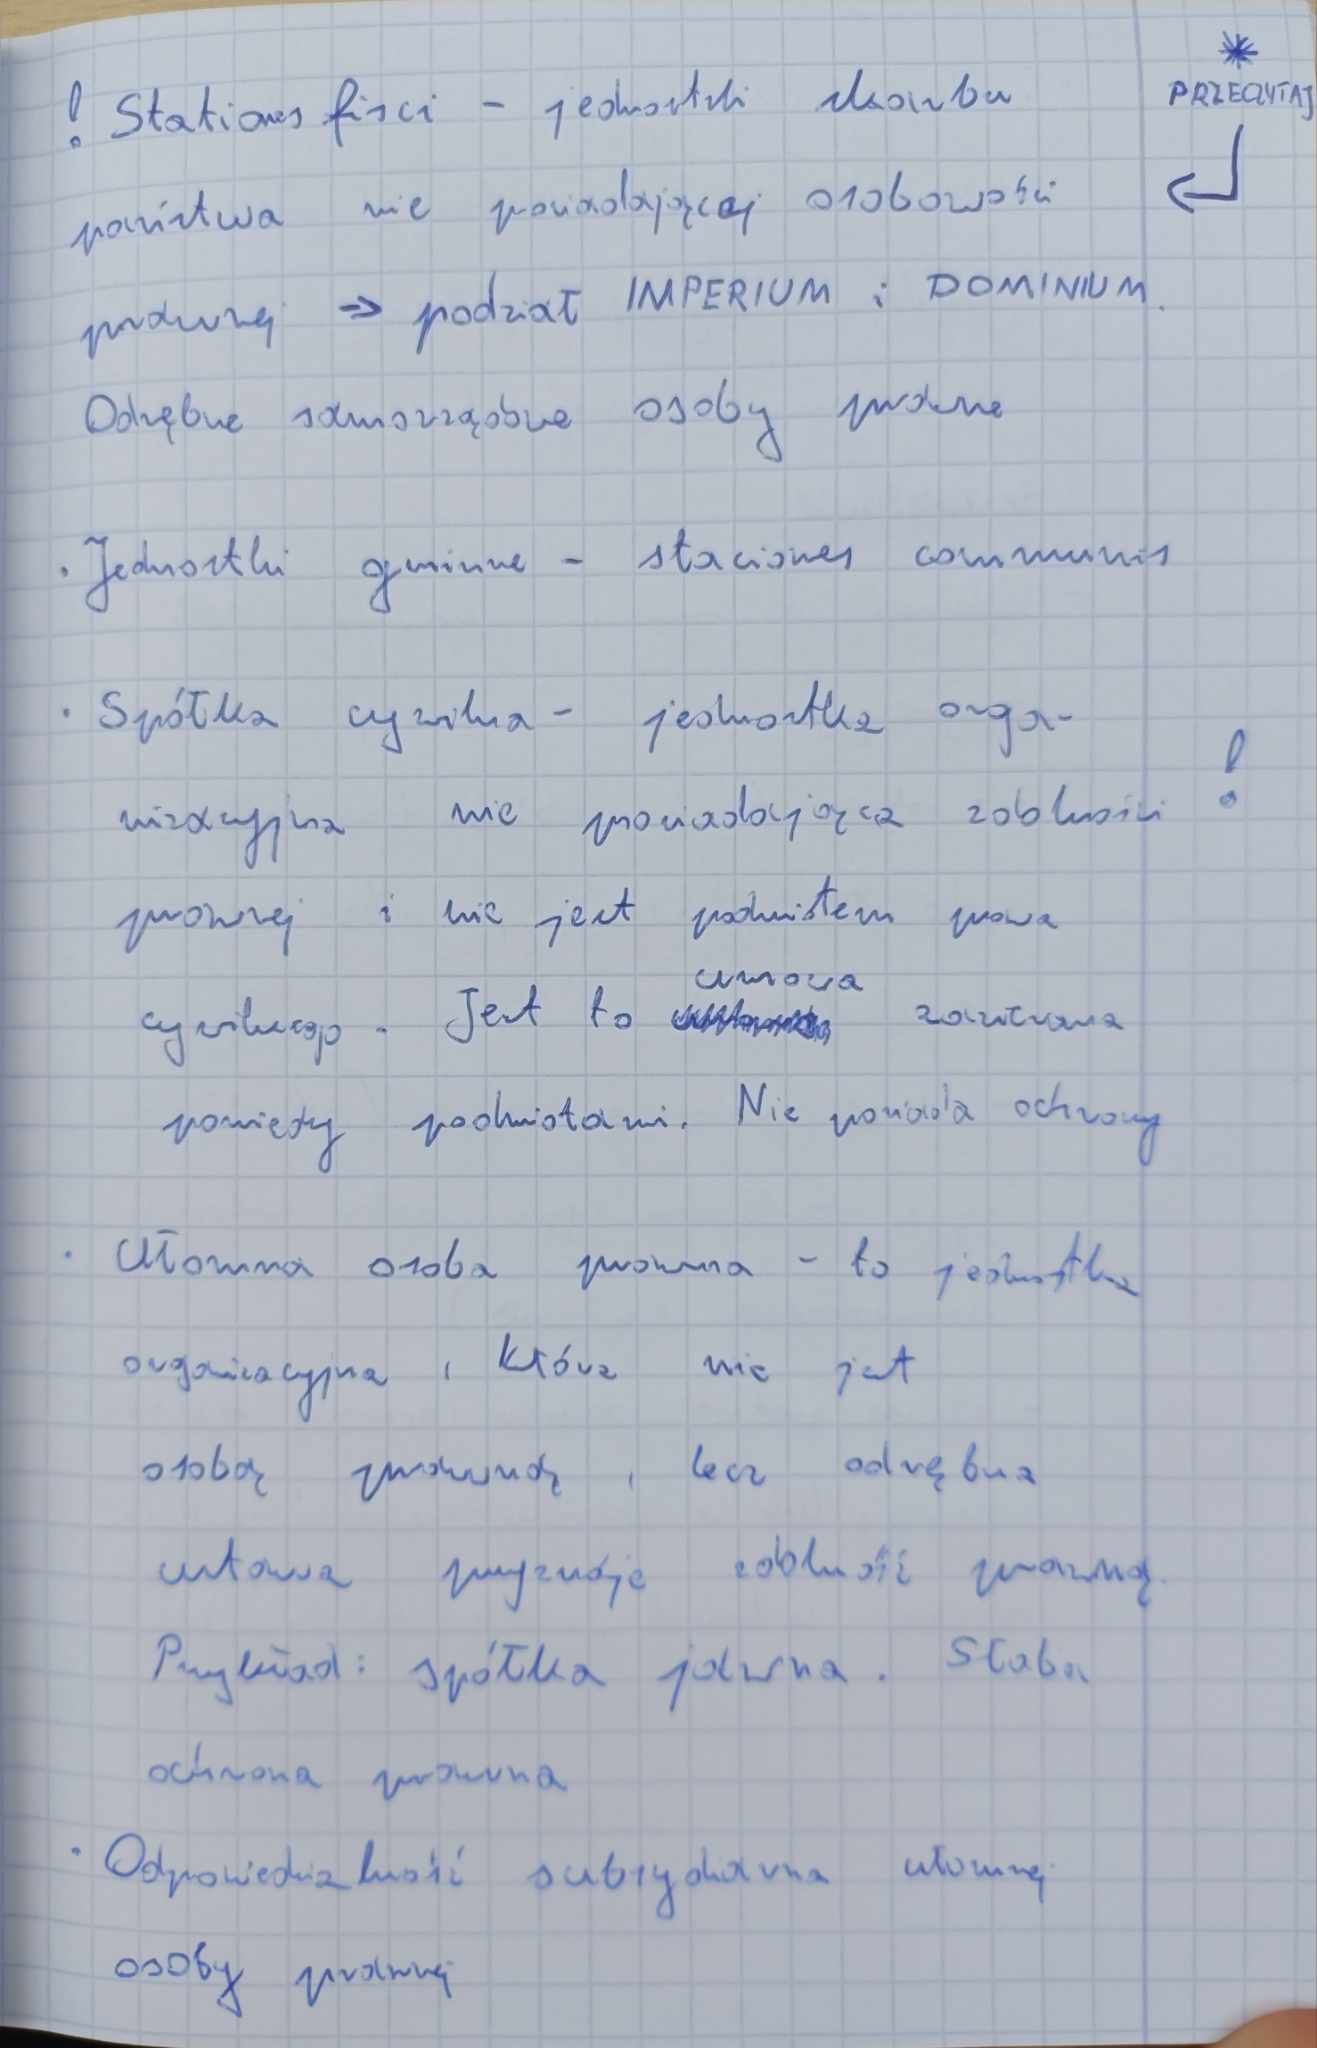 *
PRZECZYTAJ
! Stationes fisci - jednostki skarbu
państwa nie posiadającej osobowości
prawnej → podział IMPERIUM i DOMINIUM.
Odrębne samorządowe osoby prawne
· Jednostki gminne - staciones communis
· Spółka cywilna - jednostka orga-
nizacyjna nie posiadająca zdolności !
prawnej i nie jest podmiotem prawa
cywilnego. Jest to umowa zawierana
pomiędzy podmiotami. Nie posiada ochrony
· Ułomna osoba prawna - to jednostka
organizacyjna, która nie jest
osobą prawną, lecz odrębna
ustawa przyznaje zdolność prawną.
Przykład: spółka jawna. Słaba
ochrona prawna
· Odpowiedzialność subsydiarna ułomnej
osoby prawnej